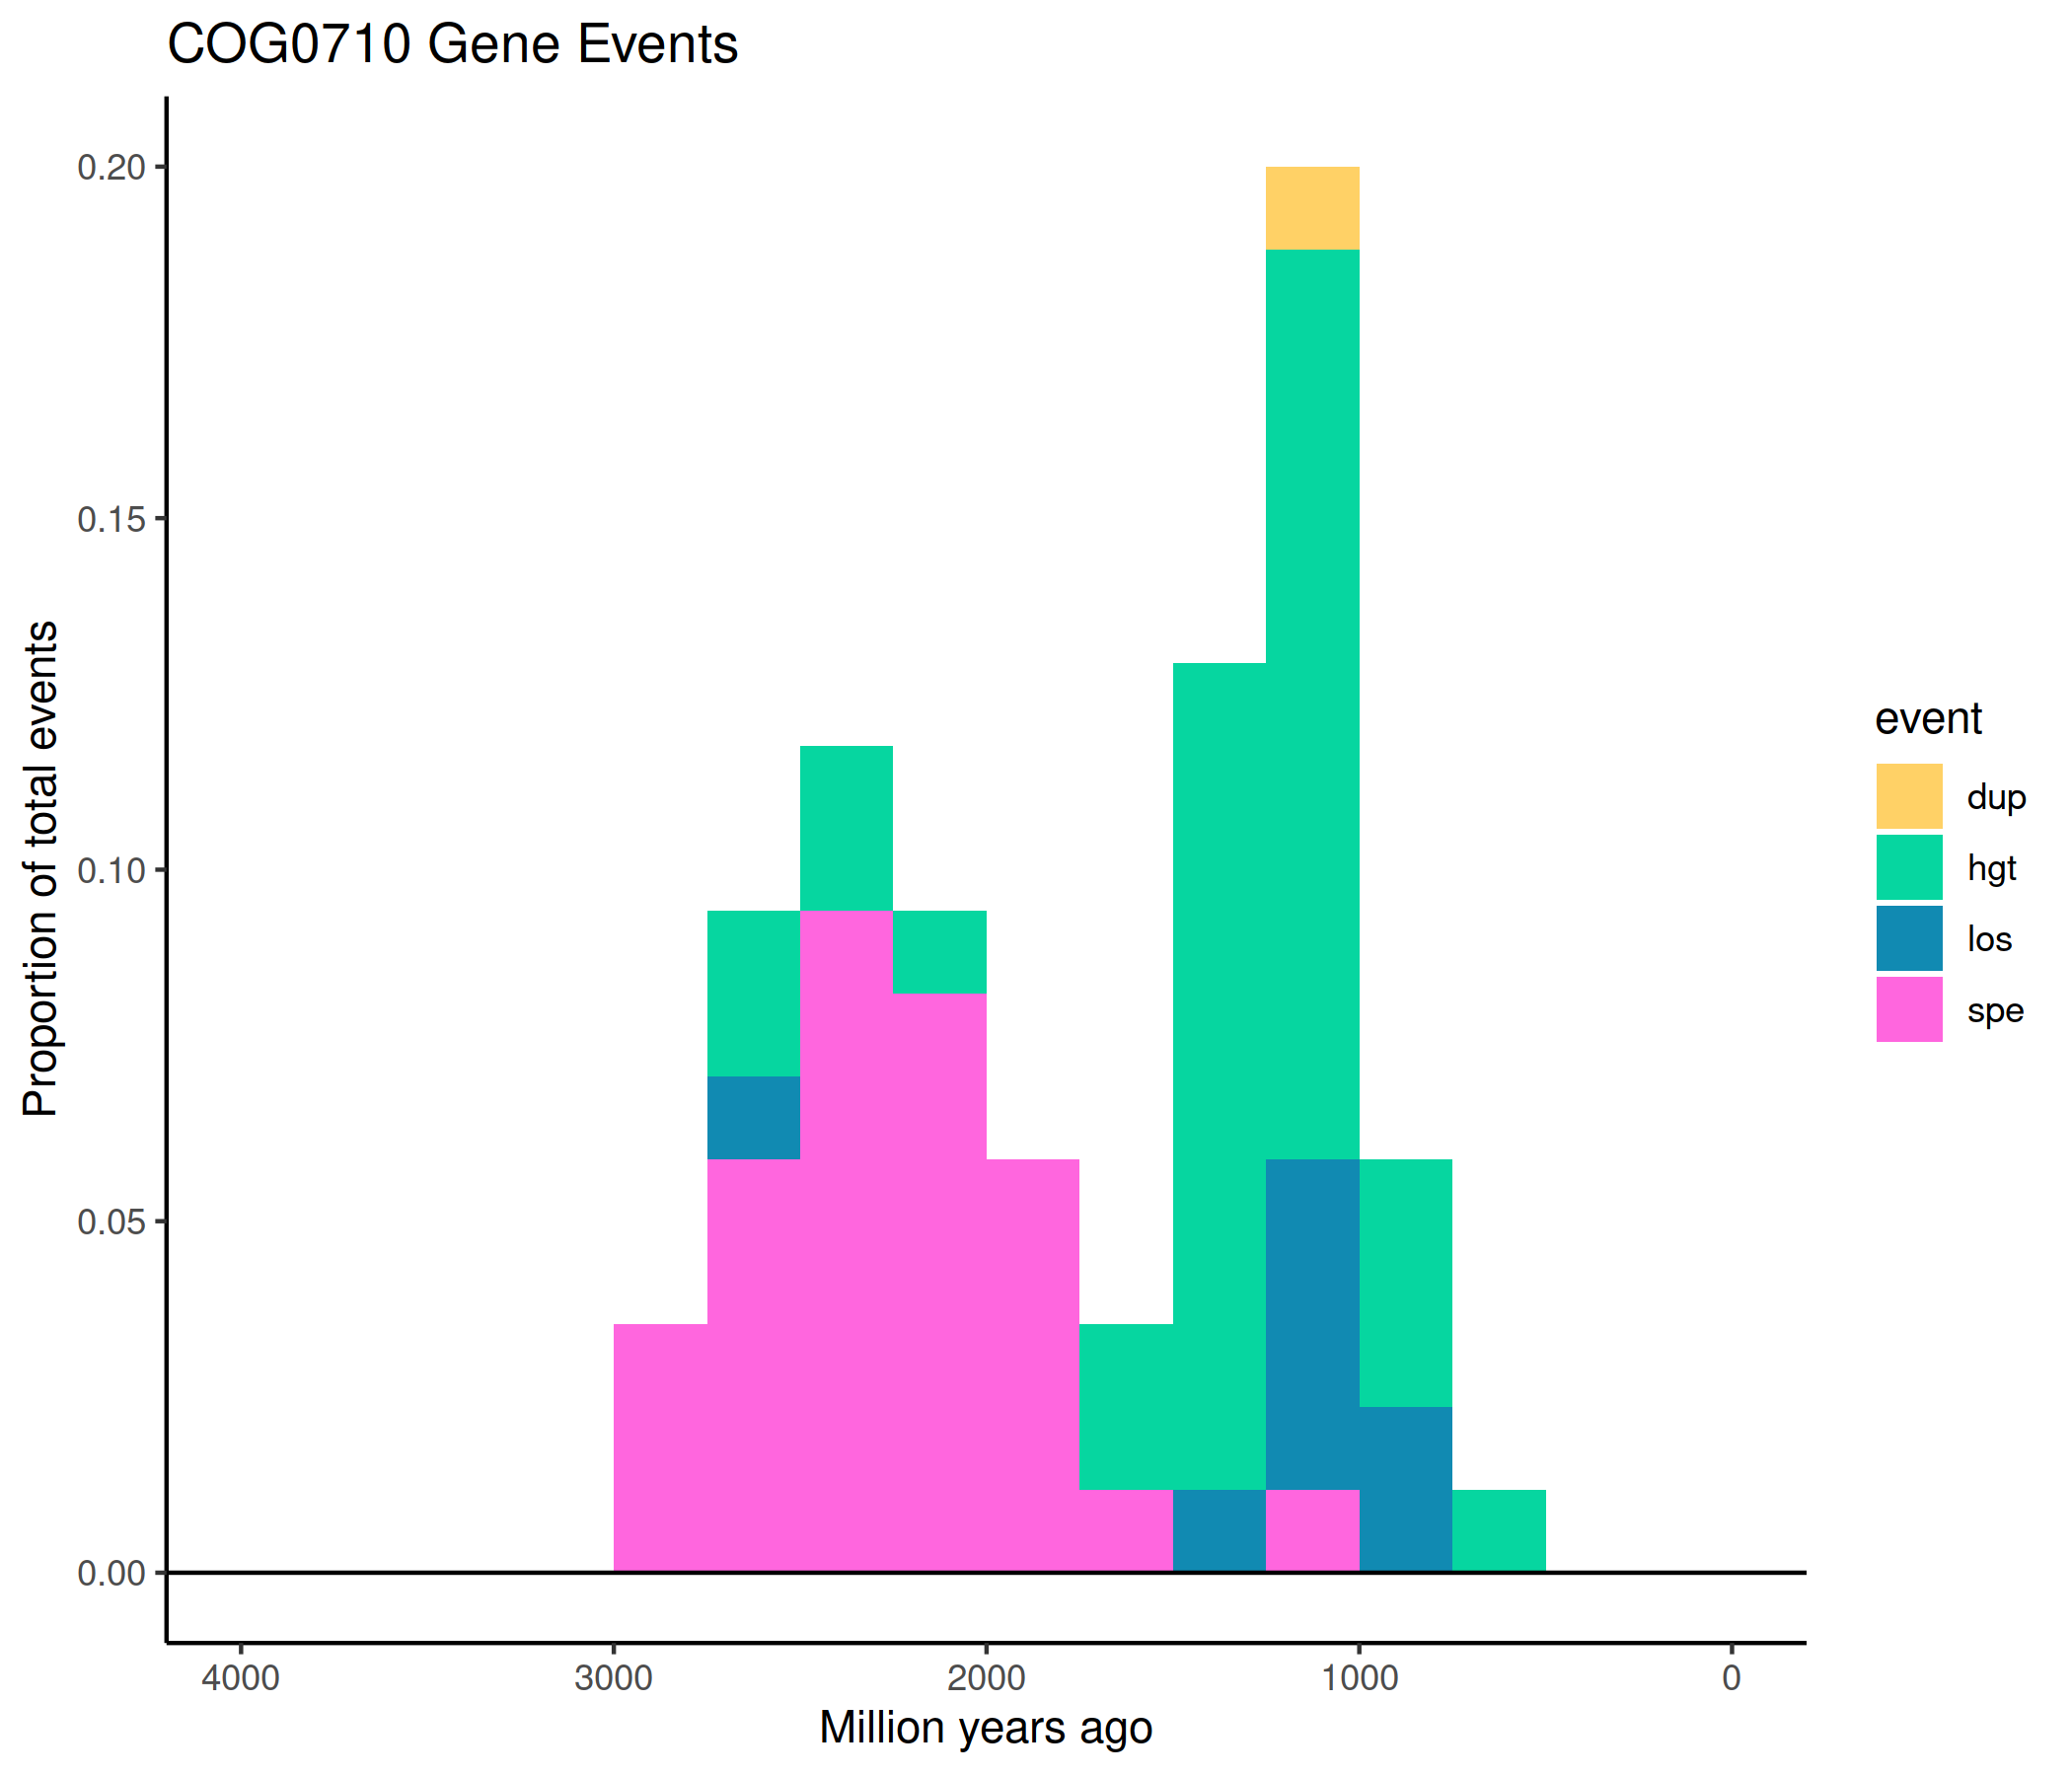 COG0710 Gene Events
Proportion of total events
0.20
0.15
0.10
0.05
0.00
4000 3000 2000 1000 0
Million years ago
event
dup
hgt
los
spe